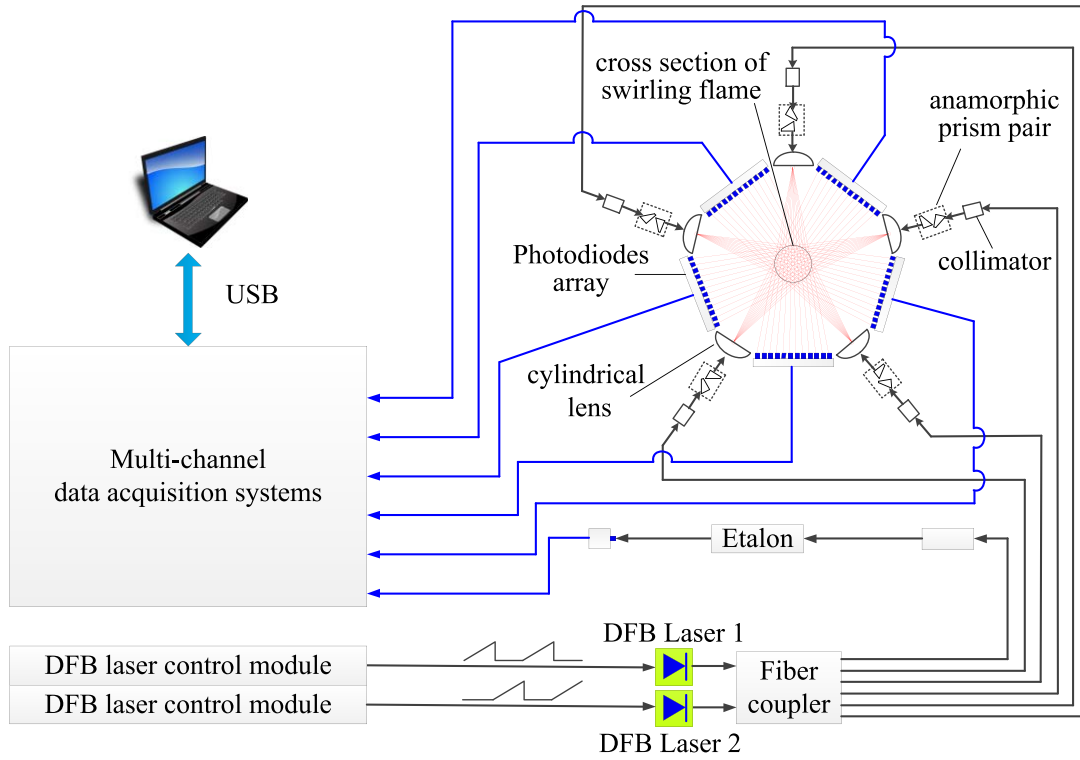 cross section of
swirling flame
anamorphic
prism pair
Photodiodes
array
collimator
USB
cylindrical
lens
Multi-channel
data acquisition systems
Etalon
DFB Laser 1
DFB laser control module
Fiber
coupler
DFB laser control module
DFB Laser 2